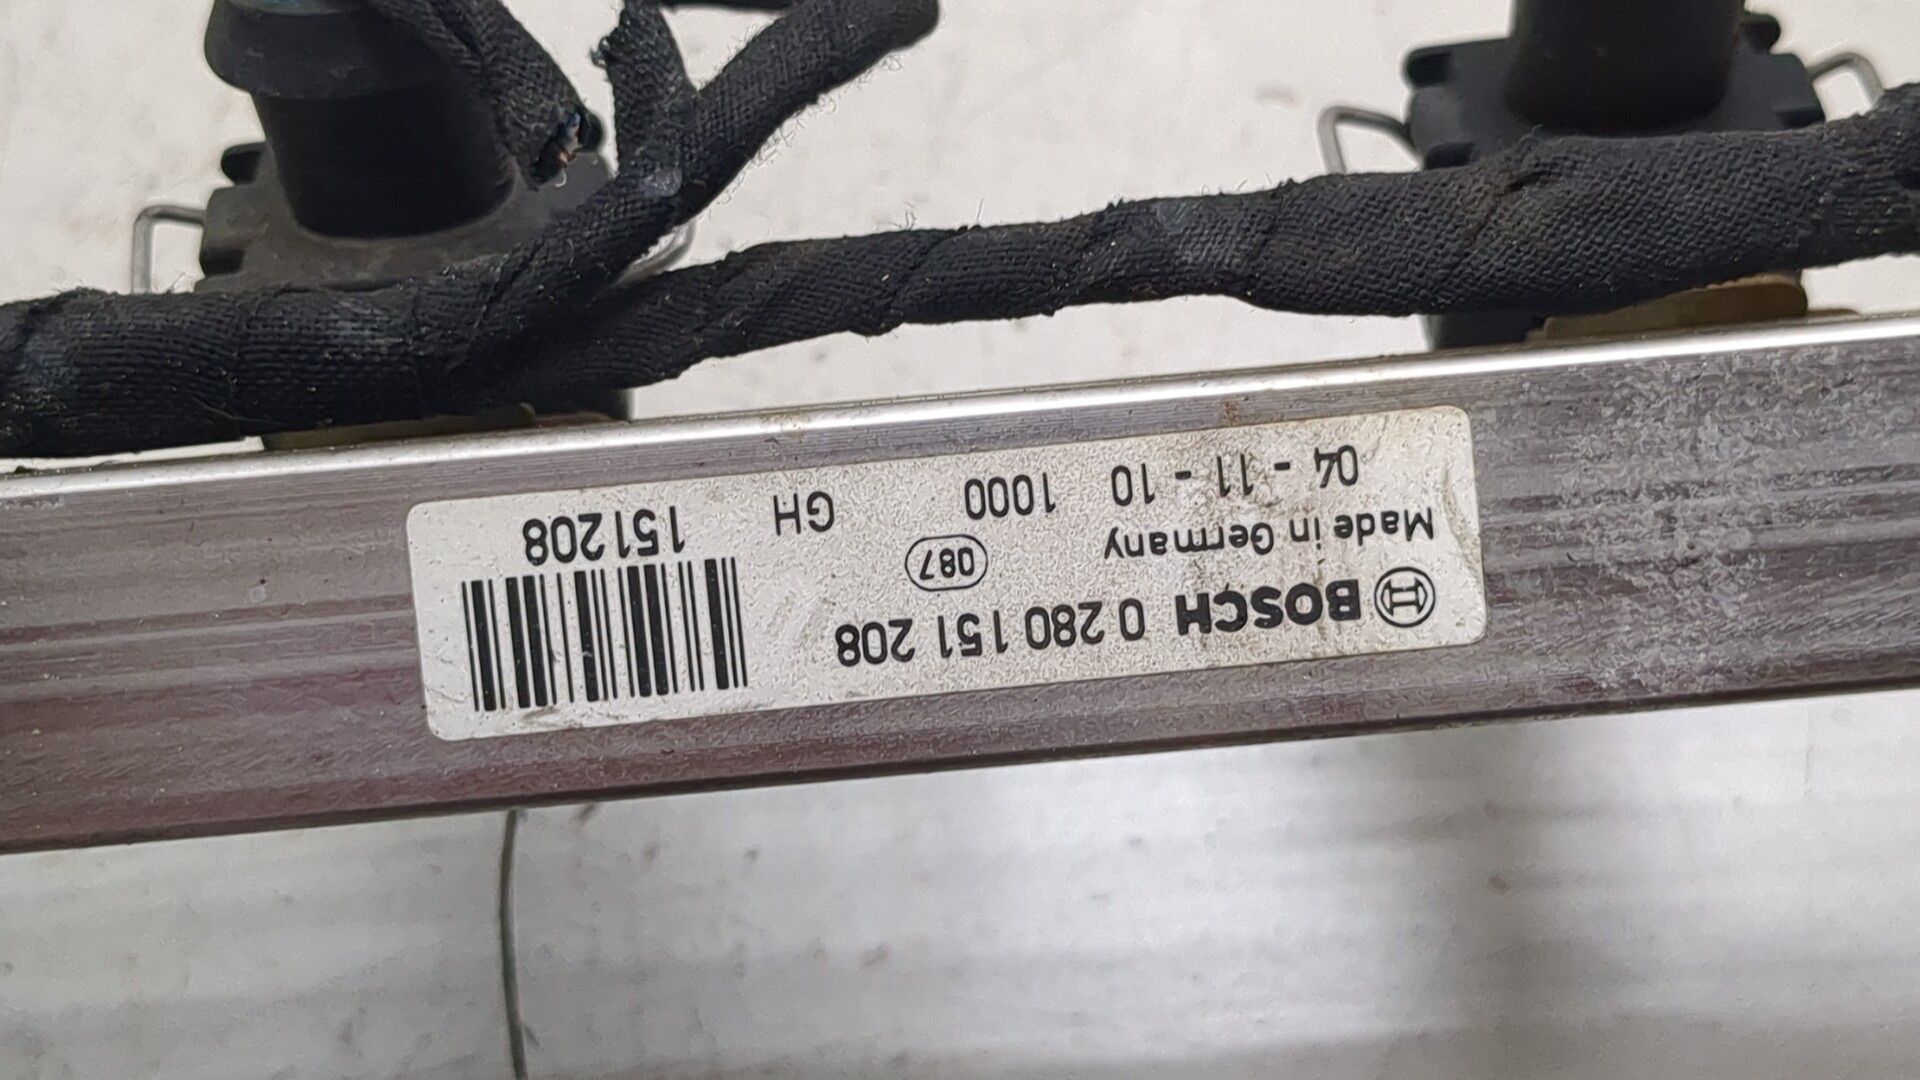 BOSCH 0 280 151 208
Made in Germany 087
04 - 11 - 10 1000 GH 151208